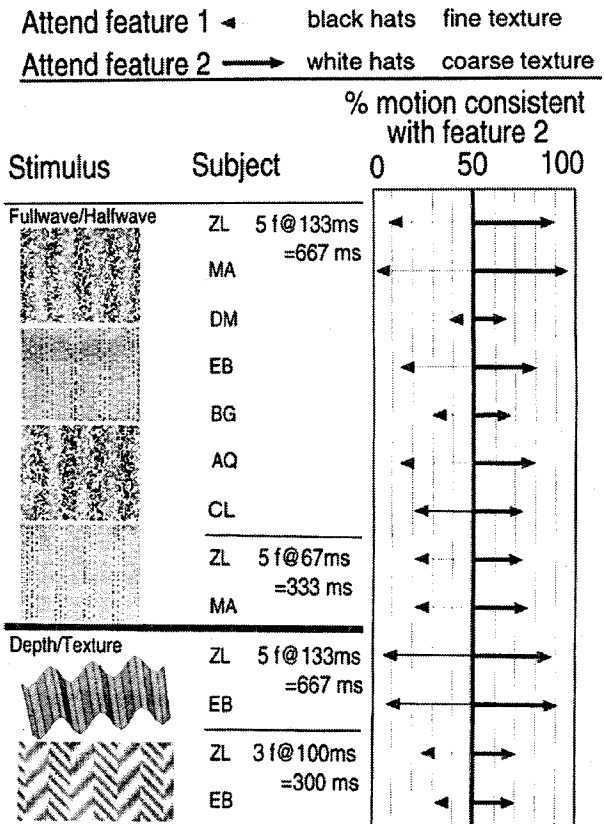 Attend feature 1 black hats fine texture
Attend feature 2 white hats coarse texture
% motion consistent
with feature 2
Stimulus Subject 0 50 100
Fullwave/Halfwave
ZL 5 f@133ms
=667 ms
MA
DM
EB
BG
AQ
CL
ZL 5 f@67ms
=333 ms
MA
Depth/Texture
ZL 5 f@133ms
=667 ms
EB
ZL 3 f@100ms
=300 ms
EB